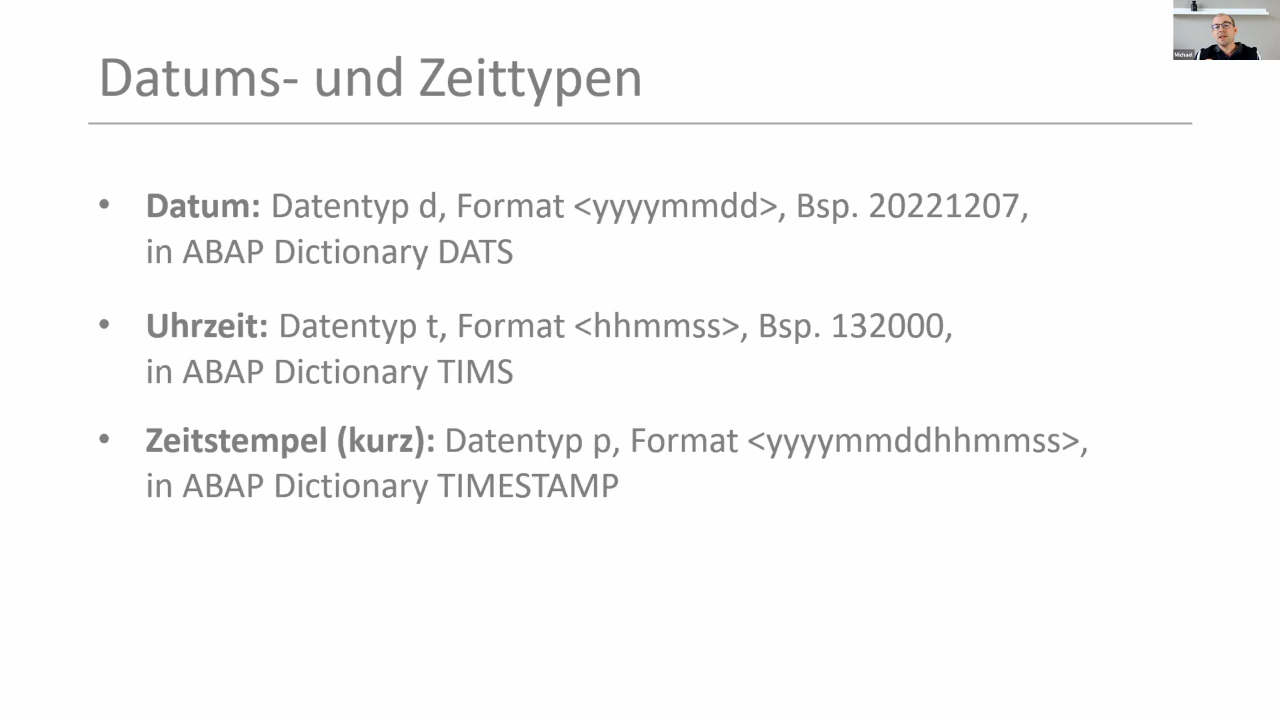 Datums- und Zeittypen
Michael
• Datum: Datentyp d, Format <yyyymmdd>, Bsp. 20221207,
in ABAP Dictionary DATS
• Uhrzeit: Datentyp t, Format <hhmmss>, Bsp. 132000,
in ABAP Dictionary TIMS
• Zeitstempel (kurz): Datentyp p, Format <yyyymmddhhmmss>,
in ABAP Dictionary TIMESTAMP